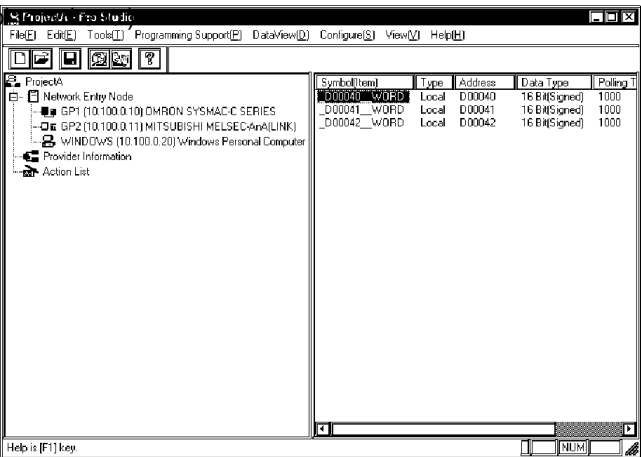 ProjectA - Pro Studio
File(F) Edit(E) Tools(T) Programming Support(P) DataView(D) Configure(S) View(V) Help(H)
ProjectA
Network Entry Node
GP1 (10.100.0.10) OMRON SYSMAC-C SERIES
GP2 (10.100.0.11) MITSUBISHI MELSEC-AnA(LINK)
WINDOWS (10.100.0.20) Windows Personal Computer
Provider Information
Action List
Symbol(Item) Type Address Data Type Polling T
_D00040__WORD Local D00040 16 Bit(Signed) 1000
_D00041__WORD Local D00041 16 Bit(Signed) 1000
_D00042__WORD Local D00042 16 Bit(Signed) 1000
Help is [F1] key. NUM